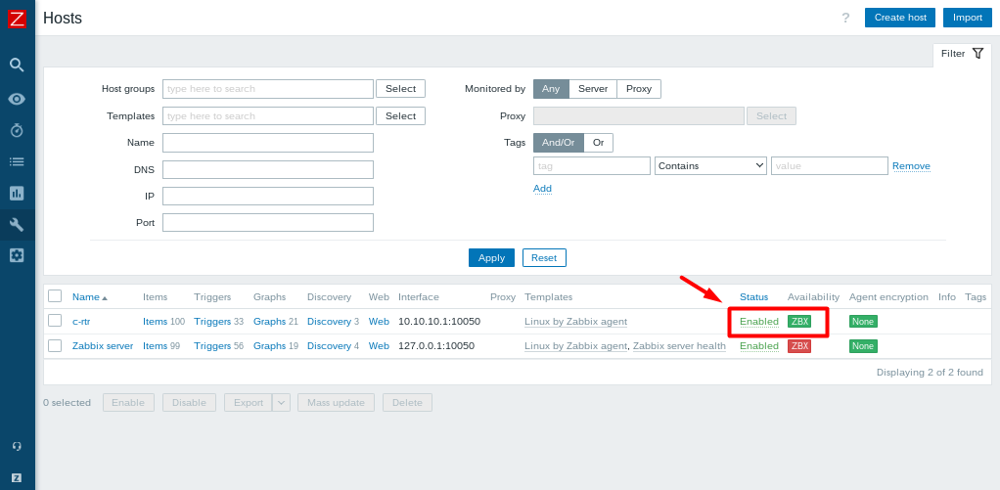 Z
Hosts
? Create host Import
Filter
Host groups type here to search Select
Templates type here to search Select
Name
DNS
IP
Port
Monitored by Any Server Proxy
Proxy Select
Tags And/Or Or
tag Contains value Remove
Add
Apply Reset
Name Items Triggers Graphs Discovery Web Interface Proxy Templates Status Availability Agent encryption Info Tags
c-rtr Items 100 Triggers 33 Graphs 21 Discovery 3 Web 10.10.10.1:10050 Linux by Zabbix agent Enabled ZBX None
Zabbix server Items 99 Triggers 56 Graphs 19 Discovery 4 Web 127.0.0.1:10050 Linux by Zabbix agent, Zabbix server health Enabled ZBX None
Displaying 2 of 2 found
0 selected Enable Disable Export Mass update Delete
Z